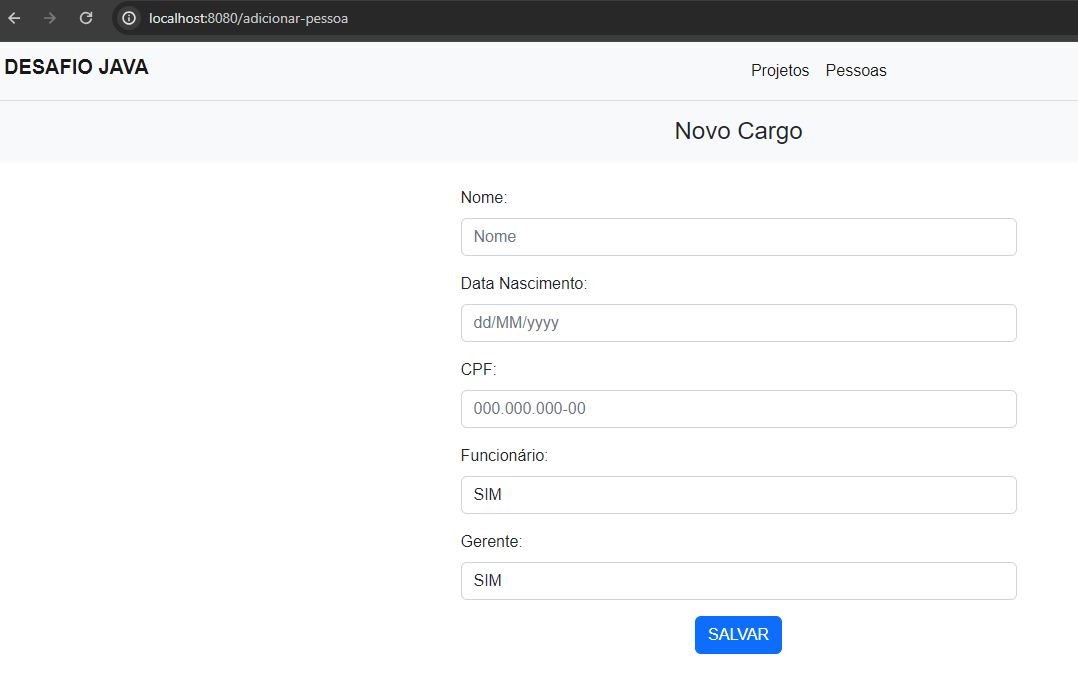 localhost:8080/adicionar-pessoa
DESAFIO JAVA
Projetos Pessoas
Novo Cargo
Nome:
Nome
Data Nascimento:
dd/MM/yyyy
CPF:
000.000.000-00
Funcionário:
SIM
Gerente:
SIM
SALVAR